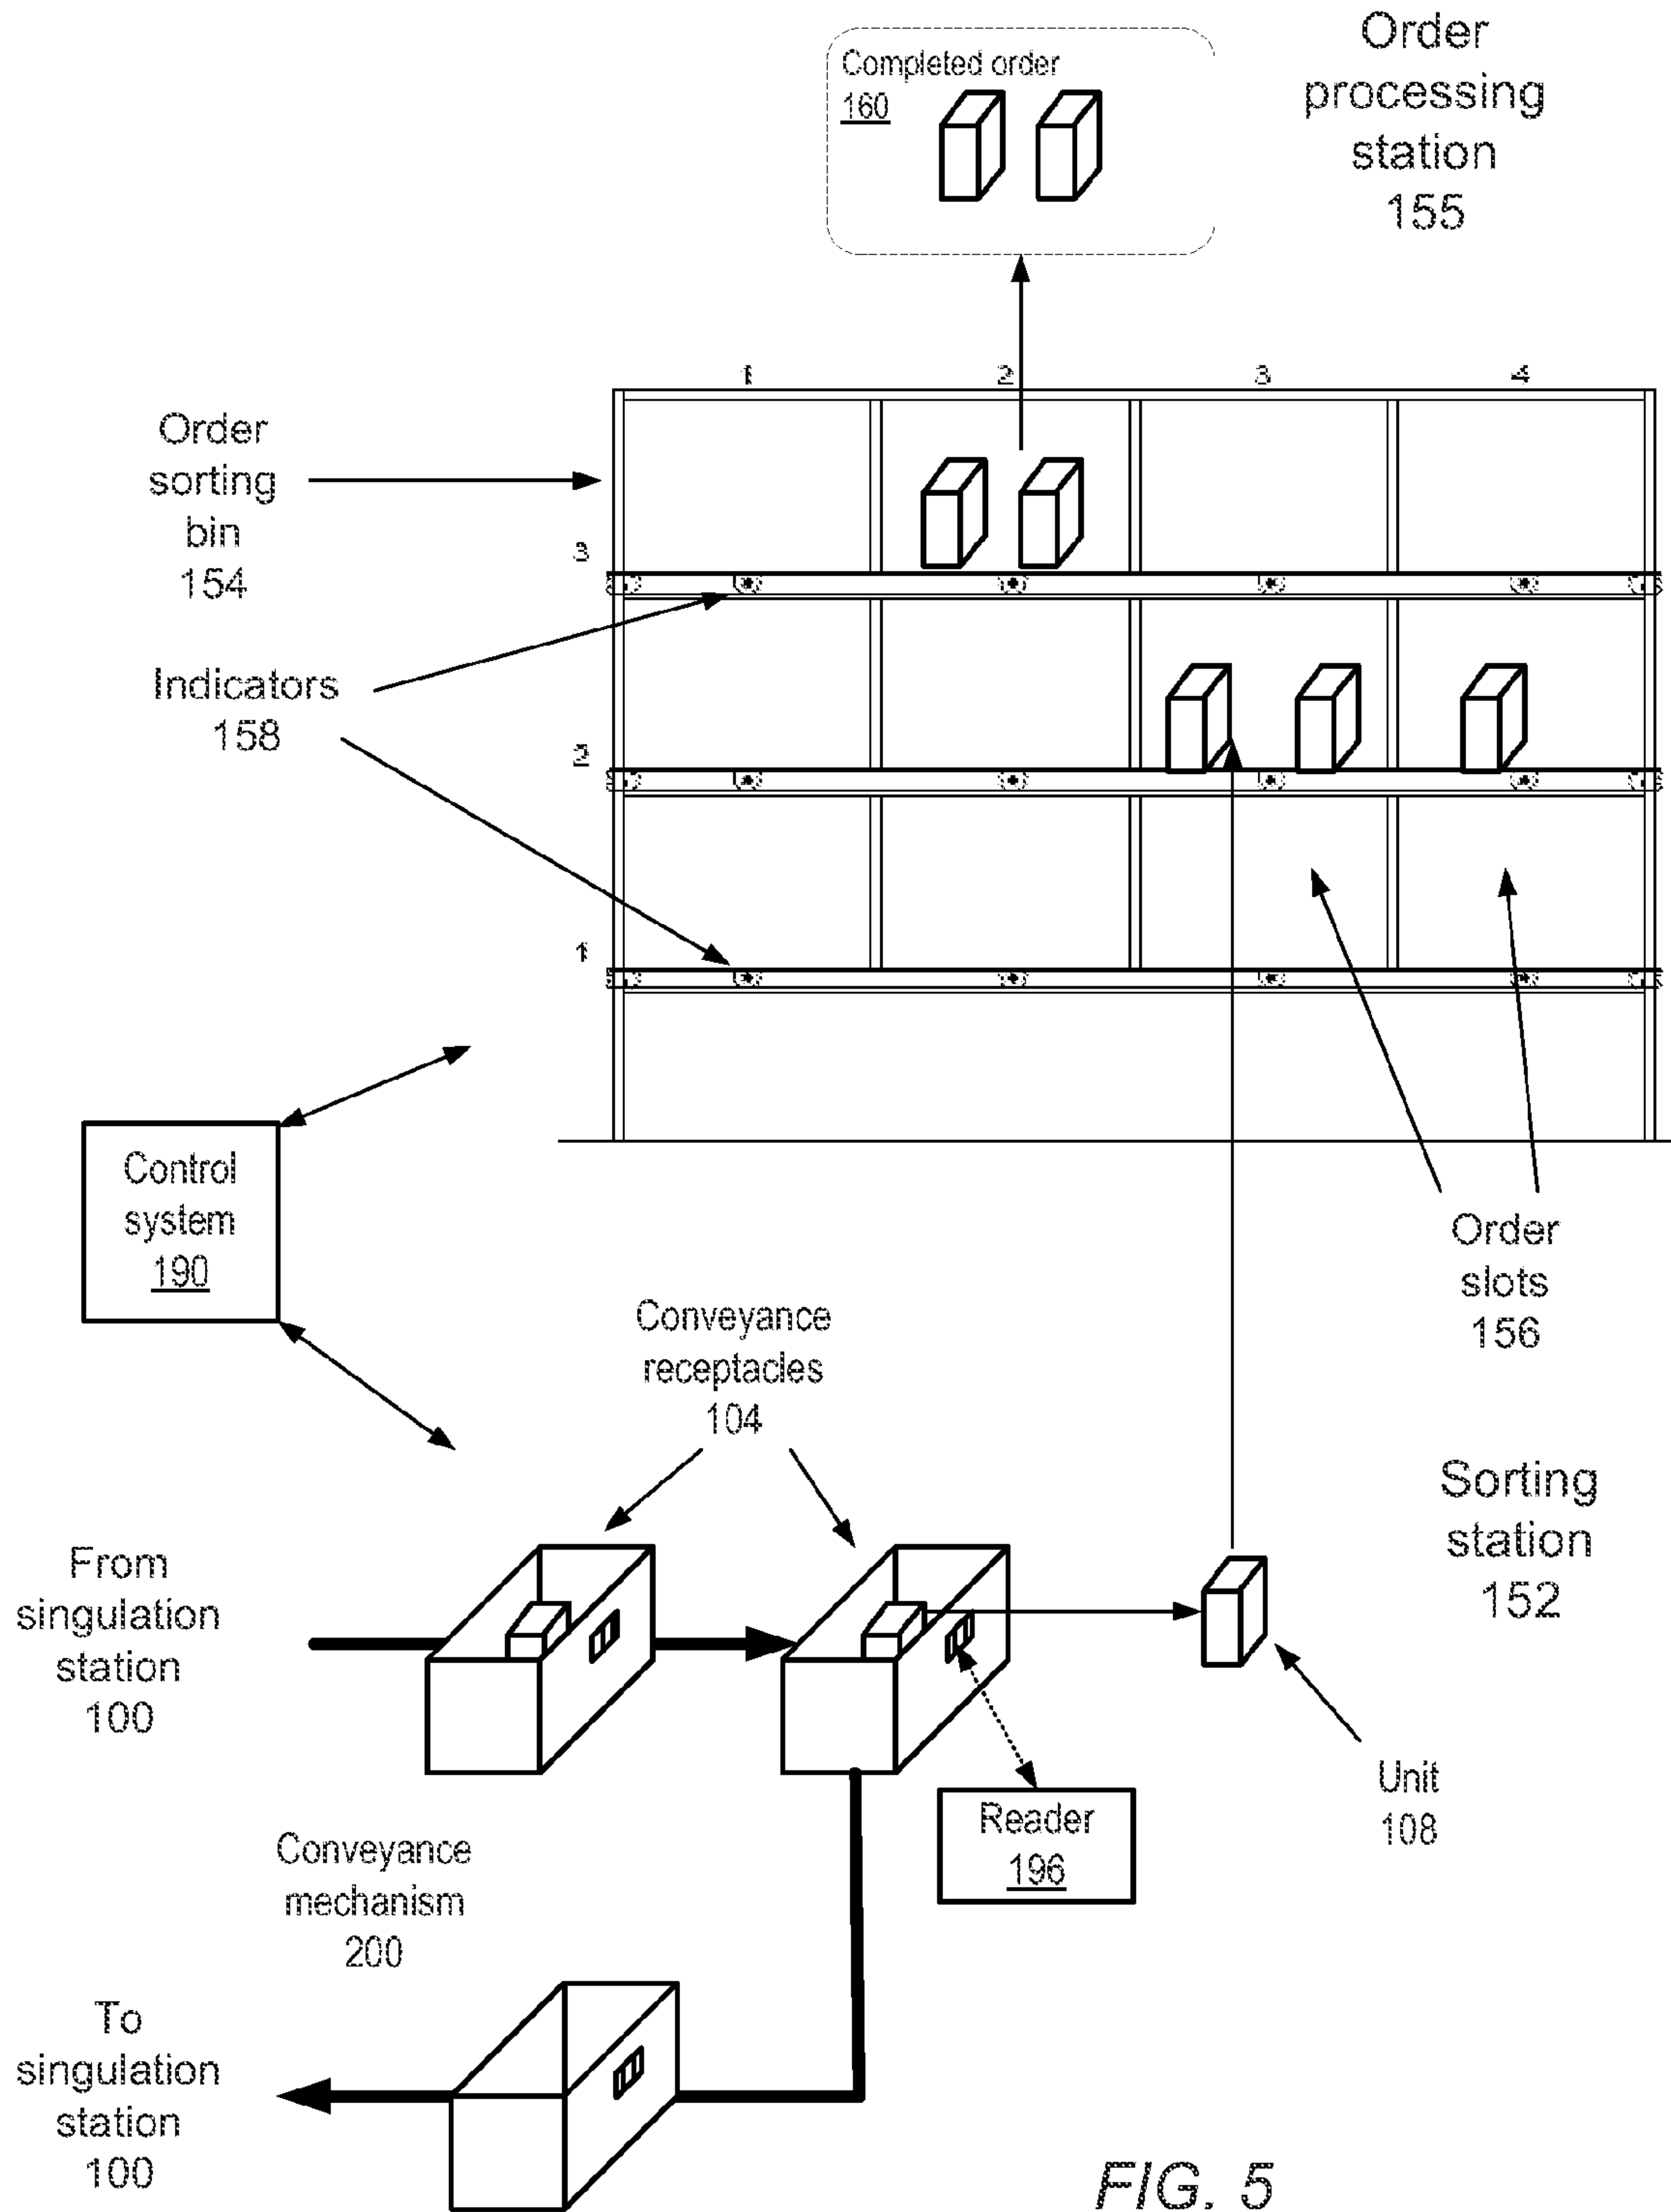 Order
processing
station
155
Completed order
160
1 2 3 4
Order
sorting
bin
154
3
Indicators
158
2
1
Control
system
190
Order
slots
156
Conveyance
receptacles
104
Sorting
station
152
From
singulation
station
100
Unit
108
Reader
196
Conveyance
mechanism
200
To
singulation
station
100
FIG. 5